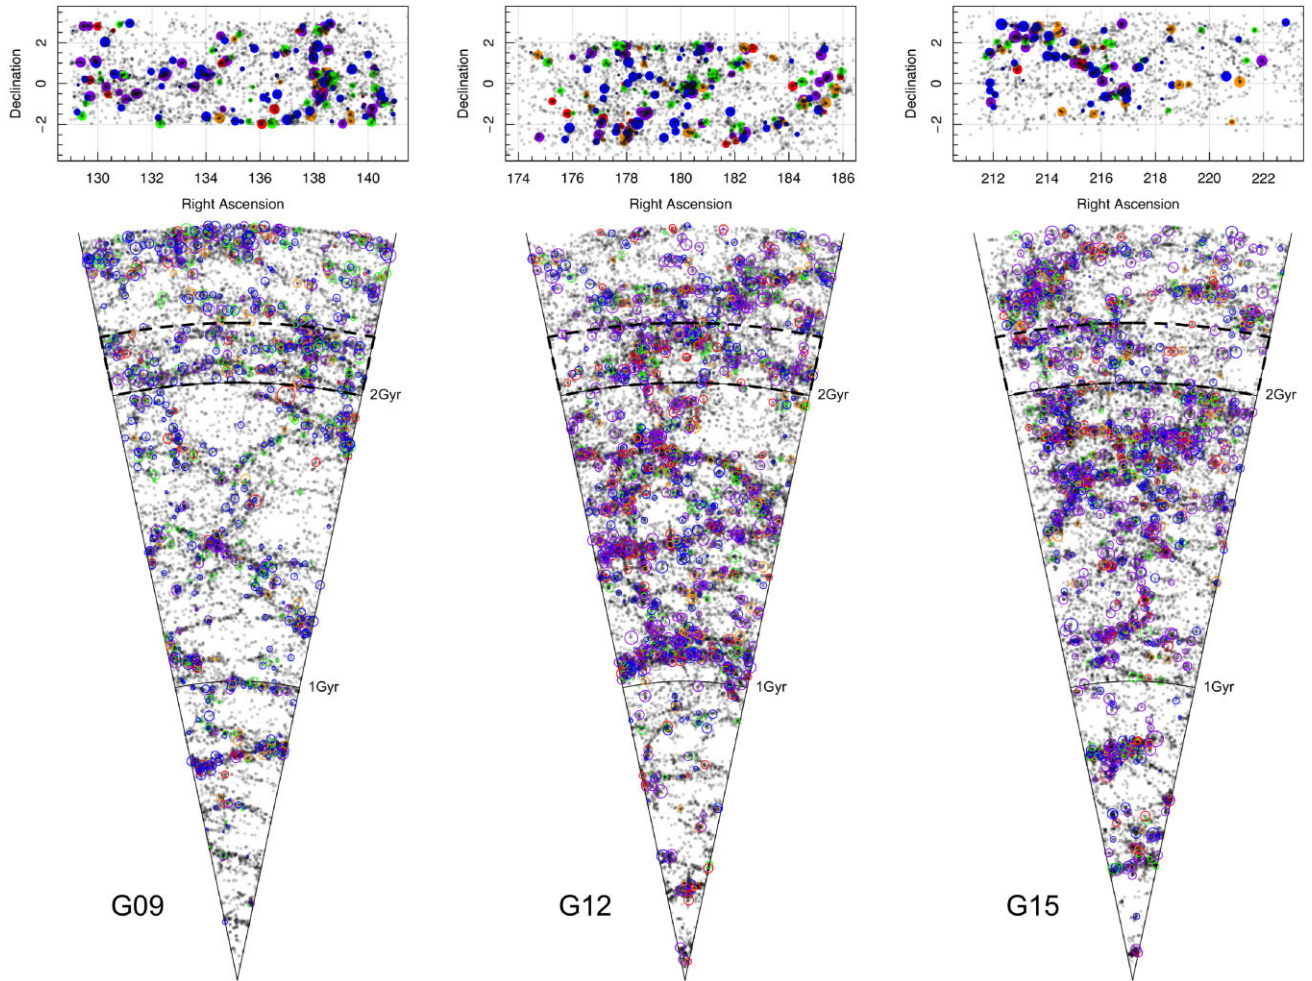 Declination
2
0
−2
130 132 134 136 138 140
Right Ascension
Declination
2
0
−2
174 176 178 180 182 184 186
Right Ascension
Declination
2
0
−2
212 214 216 218 220 222
Right Ascension
2Gyr
1Gyr
G09
2Gyr
1Gyr
G12
2Gyr
1Gyr
G15